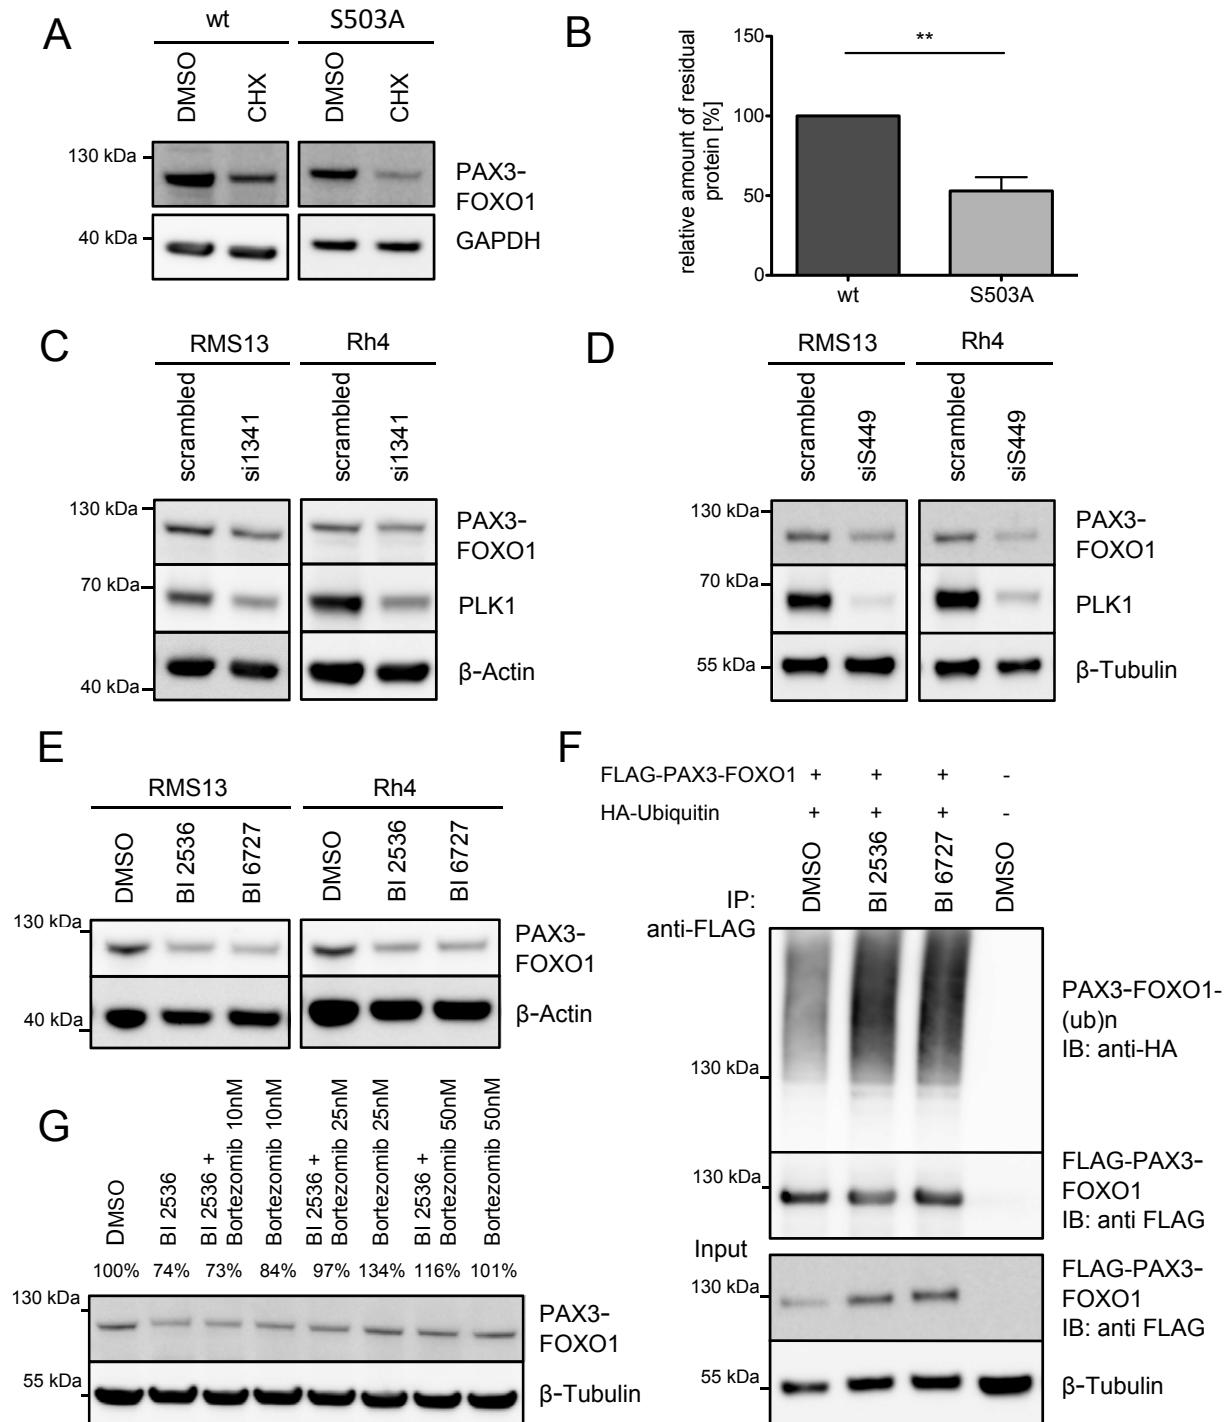 A
wt
S503A
DMSO
CHX
DMSO
CHX
130 kDa
PAX3-
FOXO1
40 kDa
GAPDH
B
relative amount of residual
protein [%]
150
100
50
0
**
wt
S503A
C
RMS13
Rh4
scrambled
si1341
scrambled
si1341
130 kDa
PAX3-
FOXO1
70 kDa
PLK1
β-Actin
40 kDa
D
RMS13
Rh4
scrambled
siS449
scrambled
siS449
130 kDa
PAX3-
FOXO1
70 kDa
PLK1
55 kDa
β-Tubulin
E
RMS13
Rh4
DMSO
BI 2536
BI 6727
DMSO
BI 2536
BI 6727
130 kDa
PAX3-
FOXO1
β-Actin
40 kDa
F
FLAG-PAX3-FOXO1 + + + -
HA-Ubiquitin + + + -
DMSO
BI 2536
BI 6727
DMSO
IP:
anti-FLAG
PAX3-FOXO1-
(ub)n
IB: anti-HA
130 kDa
130 kDa
FLAG-PAX3-
FOXO1
IB: anti FLAG
Input
130 kDa
FLAG-PAX3-
FOXO1
IB: anti FLAG
55 kDa
β-Tubulin
G
DMSO
BI 2536
BI 2536 +
Bortezomib 10nM
Bortezomib 10nM
BI 2536 +
Bortezomib 25nM
Bortezomib 25nM
BI 2536 +
Bortezomib 50nM
Bortezomib 50nM
100% 74% 73% 84% 97% 134% 116% 101%
130 kDa
PAX3-
FOXO1
55 kDa
β-Tubulin